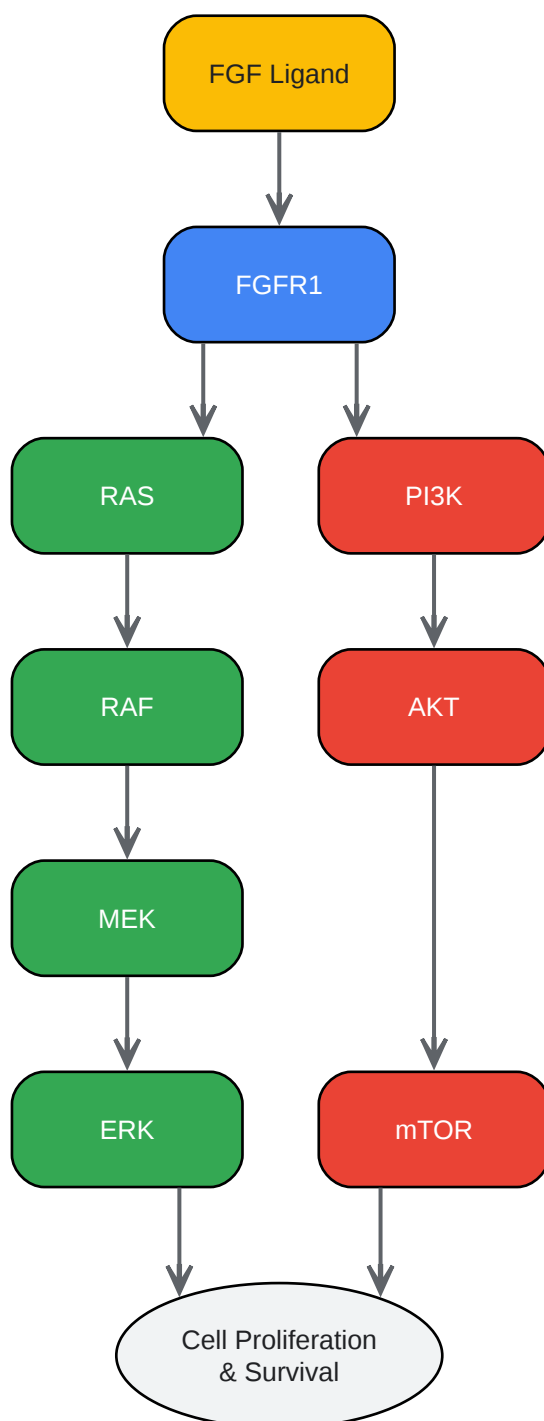 FGF Ligand
FGFR1
RAS
PI3K
RAF
AKT
MEK
ERK
mTOR
Cell Proliferation
& Survival